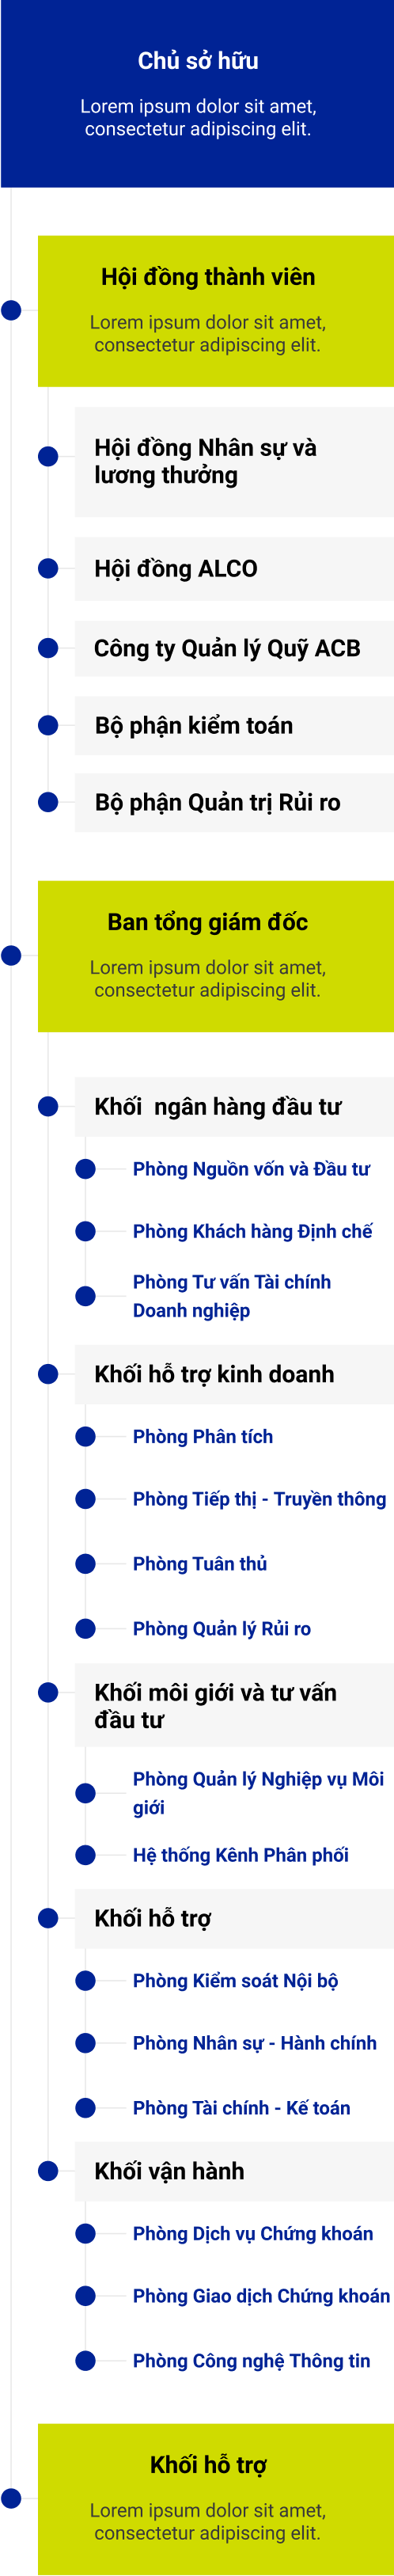 Chủ sở hữu
Lorem ipsum dolor sit amet,
consectetur adipiscing elit.
Hội đồng thành viên
Lorem ipsum dolor sit amet,
consectetur adipiscing elit.
Hội đồng Nhân sự và
lương thưởng
Hội đồng ALCO
Công ty Quản lý Quỹ ACB
Bộ phận kiểm toán
Bộ phận Quản trị Rủi ro
Ban tổng giám đốc
Lorem ipsum dolor sit amet,
consectetur adipiscing elit.
Khối ngân hàng đầu tư
Phòng Nguồn vốn và Đầu tư
Phòng Khách hàng Định chế
Phòng Tư vấn Tài chính
Doanh nghiệp
Khối hỗ trợ kinh doanh
Phòng Phân tích
Phòng Tiếp thị - Truyền thông
Phòng Tuân thủ
Phòng Quản lý Rủi ro
Khối môi giới và tư vấn
đầu tư
Phòng Quản lý Nghiệp vụ Môi
giới
Hệ thống Kênh Phân phối
Khối hỗ trợ
Phòng Kiểm soát Nội bộ
Phòng Nhân sự - Hành chính
Phòng Tài chính - Kế toán
Khối vận hành
Phòng Dịch vụ Chứng khoán
Phòng Giao dịch Chứng khoán
Phòng Công nghệ Thông tin
Khối hỗ trợ
Lorem ipsum dolor sit amet,
consectetur adipiscing elit.